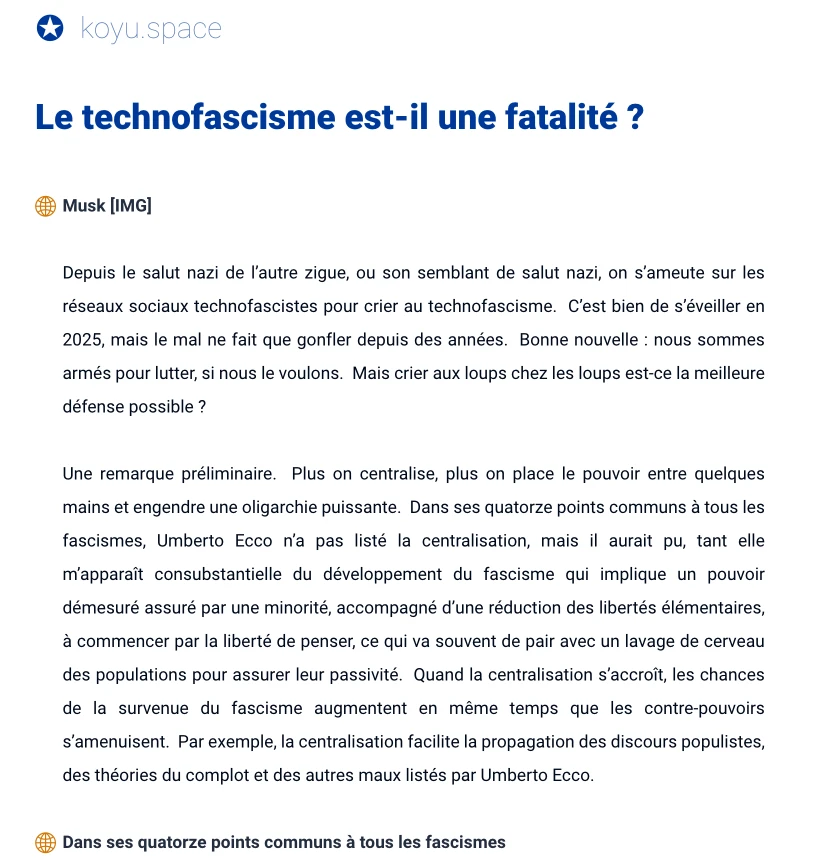 koyu.space
Le technofascisme est-il une fatalité ?
Musk [IMG]
Depuis le salut nazi de l’autre zigue, ou son semblant de salut nazi, on s’ameute sur les
réseaux sociaux technofascistes pour crier au technofascisme.  C’est bien de s’éveiller en
2025, mais le mal ne fait que gonfler depuis des années.  Bonne nouvelle : nous sommes
armés pour lutter, si nous le voulons.  Mais crier aux loups chez les loups est-ce la meilleure
défense possible ?
Une remarque préliminaire.  Plus on centralise, plus on place le pouvoir entre quelques
mains et engendre une oligarchie puissante.  Dans ses quatorze points communs à tous les
fascismes, Umberto Ecco n’a pas listé la centralisation, mais il aurait pu, tant elle
m’apparaît consubstantielle du développement du fascisme qui implique un pouvoir
démesuré assuré par une minorité, accompagné d’une réduction des libertés élémentaires,
à commencer par la liberté de penser, ce qui va souvent de pair avec un lavage de cerveau
des populations pour assurer leur passivité.  Quand la centralisation s’accroît, les chances
de la survenue du fascisme augmentent en même temps que les contre-pouvoirs
s’amenuisent.  Par exemple, la centralisation facilite la propagation des discours populistes,
des théories du complot et des autres maux listés par Umberto Ecco.
Dans ses quatorze points communs à tous les fascismes